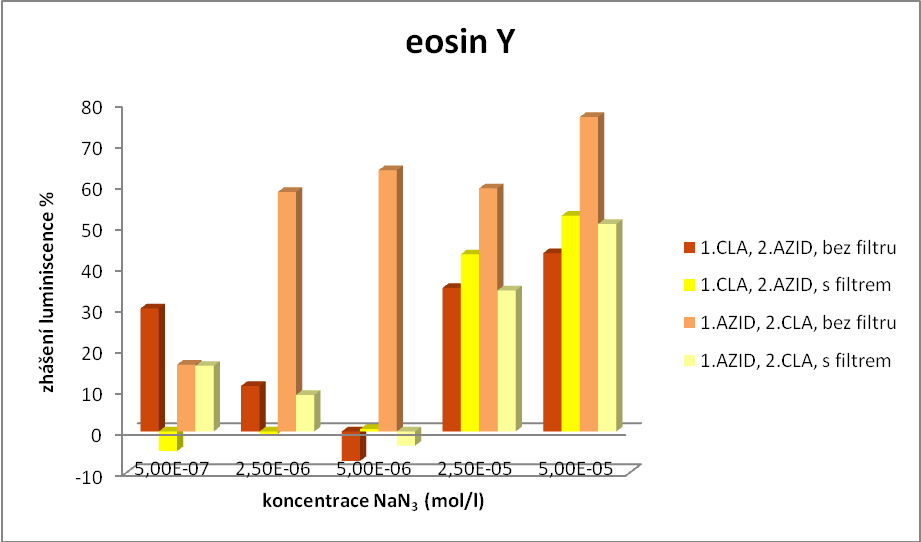 eosin Y
zhášení luminiscence %
80
70
60
50
40
30
20
10
0
-10
5,00E-07 2,50E-06 5,00E-06 2,50E-05 5,00E-05
koncentrace NaN₃ (mol/l)
1.CLA, 2.AZID, bez filtru
1.CLA, 2.AZID, s filtrem
1.AZID, 2.CLA, bez filtru
1.AZID, 2.CLA, s filtrem